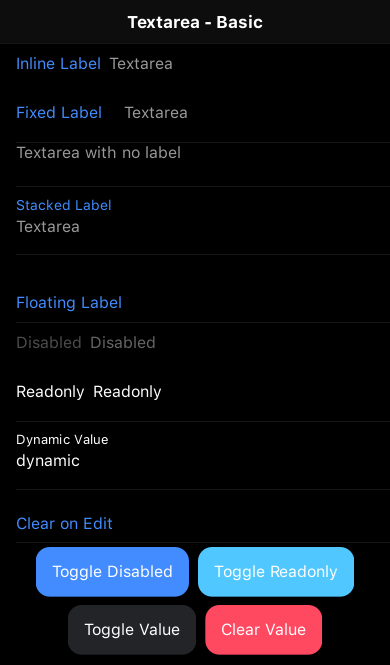 Textarea - Basic
Inline Label Textarea
Fixed Label Textarea
Textarea with no label
Stacked Label
Textarea
Floating Label
Disabled Disabled
Readonly Readonly
Dynamic Value
dynamic
Clear on Edit
Toggle Disabled Toggle Readonly
Toggle Value Clear Value